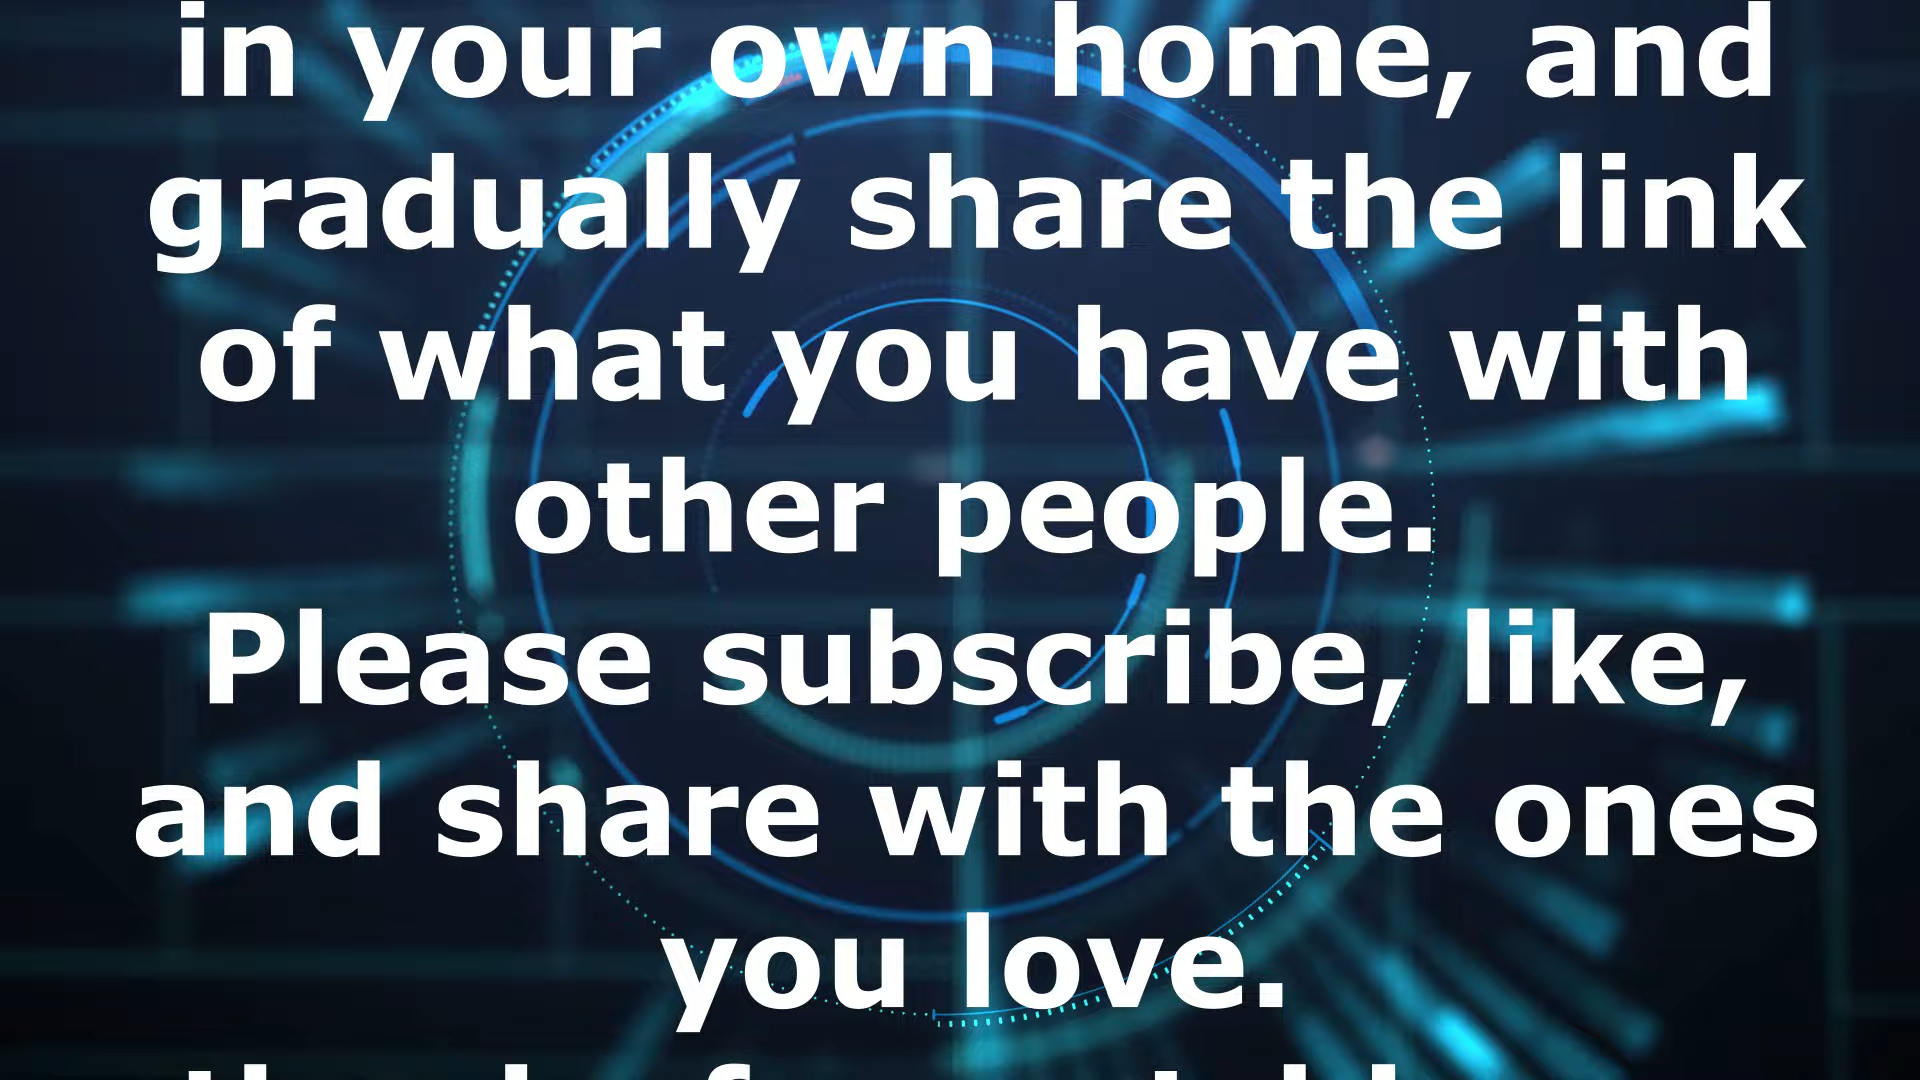 in your own home, and
gradually share the link
of what you have with
other people.
Please subscribe, like,
and share with the ones
you love.